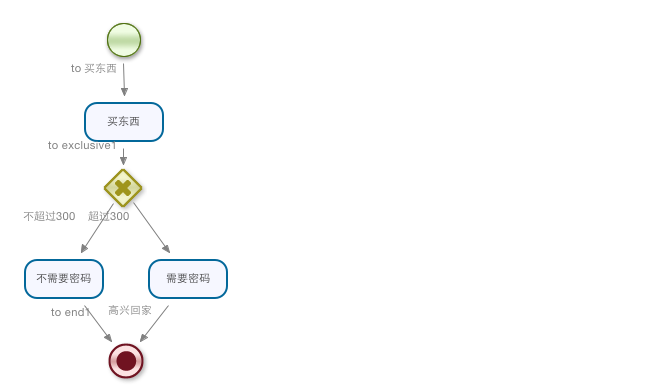 to 买东西
买东西
to exclusive1
不超过300
超过300
不需要密码
需要密码
to end1
高兴回家